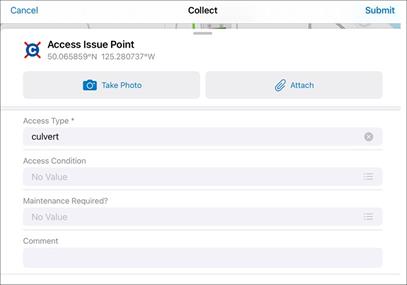 Cancel Collect Submit
Access Issue Point
50.065859°N 125.280737°W
Take Photo Attach
Access Type *
culvert
Access Condition
No Value
Maintenance Required?
No Value
Comment